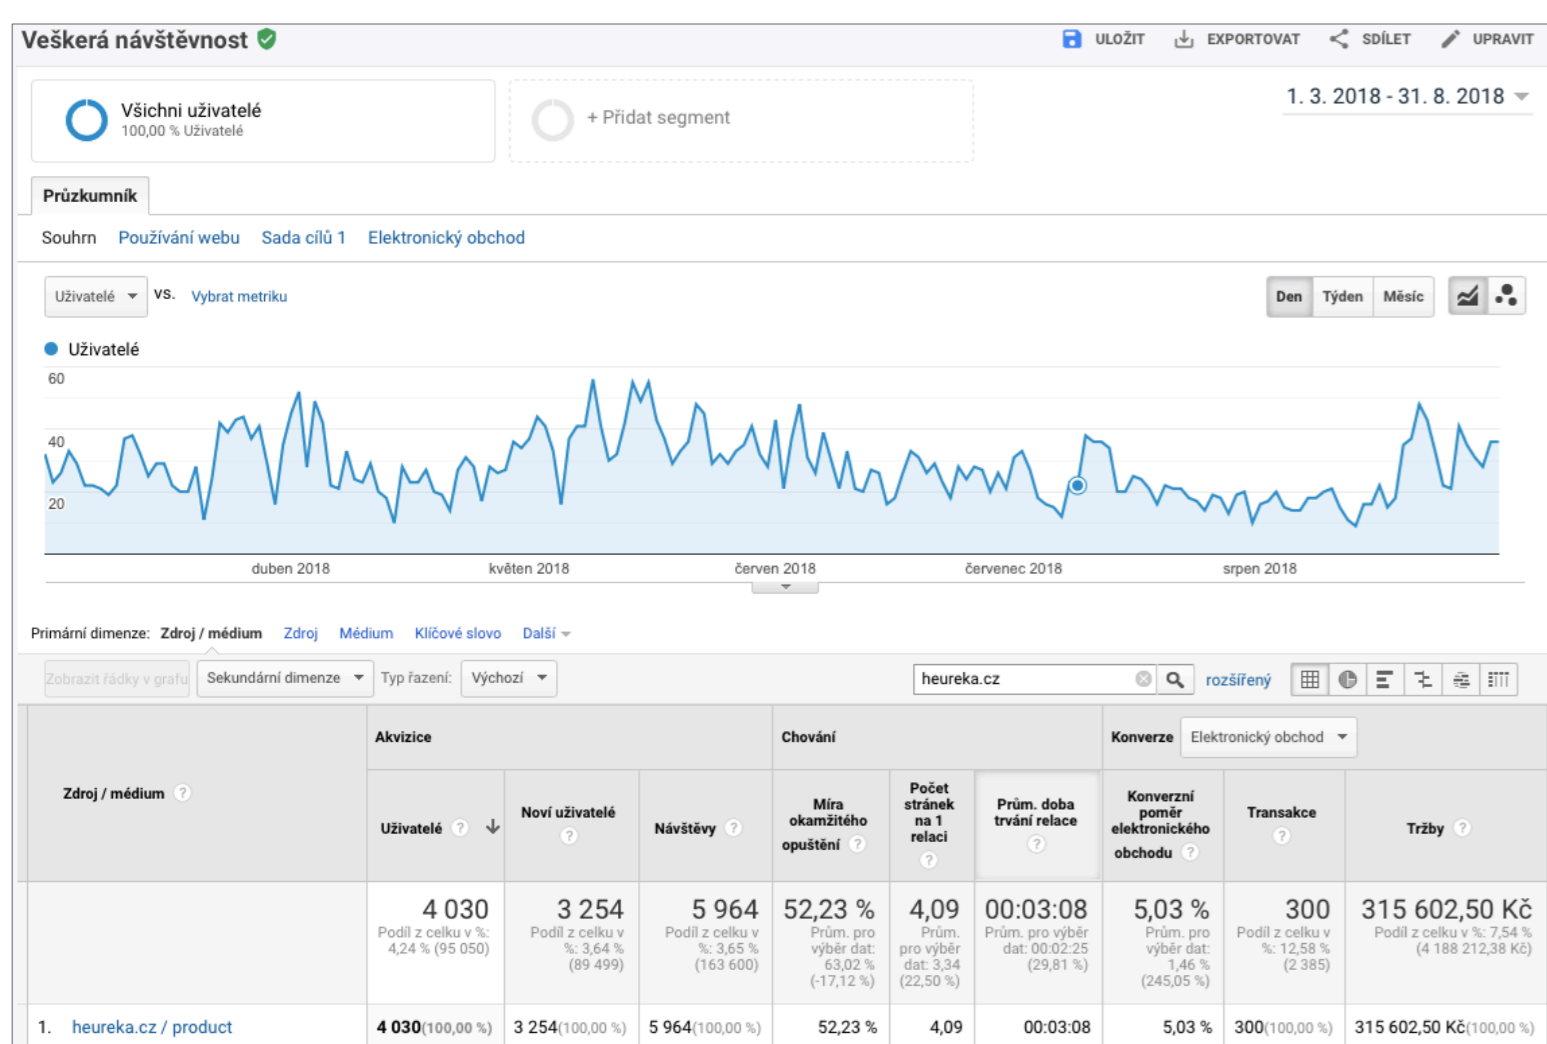 Veškerá návštěvnost
ULOŽIT EXPORTOVAT SDÍLET UPRAVIT
Všichni uživatelé
100,00 % Uživatelé
+ Přidat segment
1. 3. 2018 - 31. 8. 2018
Průzkumník
Souhrn Používání webu Sada cílů 1 Elektronický obchod
Uživatelé VS. Vybrat metriku
Den Týden Měsíc
Uživatelé
60
40
20
duben 2018 květen 2018 červen 2018 červenec 2018 srpen 2018
Primární dimenze: Zdroj / médium Zdroj Médium Klíčové slovo Další
Zobrazit řádky v grafu Sekundární dimenze Typ řazení: Výchozí heureka.cz rozšířený
Zdroj / médium ?
Akvizice
Chování
Konverze Elektronický obchod
Uživatelé ?
Noví uživatelé
?
Návštěvy ?
Míra
okamžitého
opuštění ?
Počet
stránek
na 1
relaci
?
Prům. doba
trvání relace
?
Konverzní
poměr
elektronického
obchodu ?
Transakce
?
Tržby ?
4 030
Podíl z celku v %:
4,24 % (95 050)
3 254
Podíl z celku v
%: 3,64 %
(89 499)
5 964
Podíl z celku v
%: 3,65 %
(163 600)
52,23 %
Prům. pro
výběr dat:
63,02 %
(-17,12 %)
4,09
Prům.
pro výběr
dat: 3,34
(22,50 %)
00:03:08
Prům. pro výběr
dat: 00:02:25
(29,81 %)
5,03 %
Prům. pro
výběr dat:
1,46 %
(245,05 %)
300
Podíl z celku v
%: 12,58 %
(2 385)
315 602,50 Kč
Podíl z celku v %: 7,54 %
(4 188 212,38 Kč)
1. heureka.cz / product 4 030(100,00 %) 3 254(100,00 %) 5 964(100,00 %) 52,23 % 4,09 00:03:08 5,03 % 300(100,00 %) 315 602,50 Kč(100,00 %)